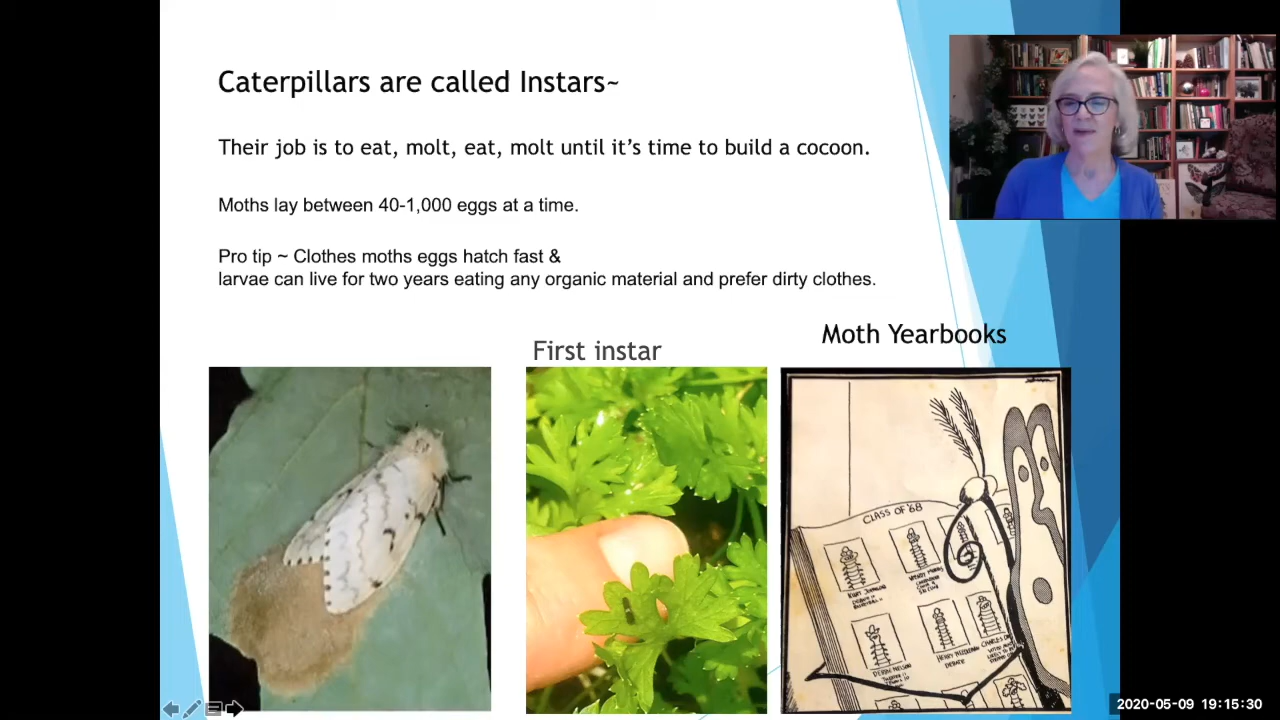 Caterpillars are called Instars~
Their job is to eat, molt, eat, molt until it’s time to build a cocoon.
Moths lay between 40-1,000 eggs at a time.
Pro tip ~ Clothes moths eggs hatch fast &
larvae can live for two years eating any organic material and prefer dirty clothes.
Moth Yearbooks
First instar
CLASS OF '68
DEBATE
2020-05-09 19:15:30